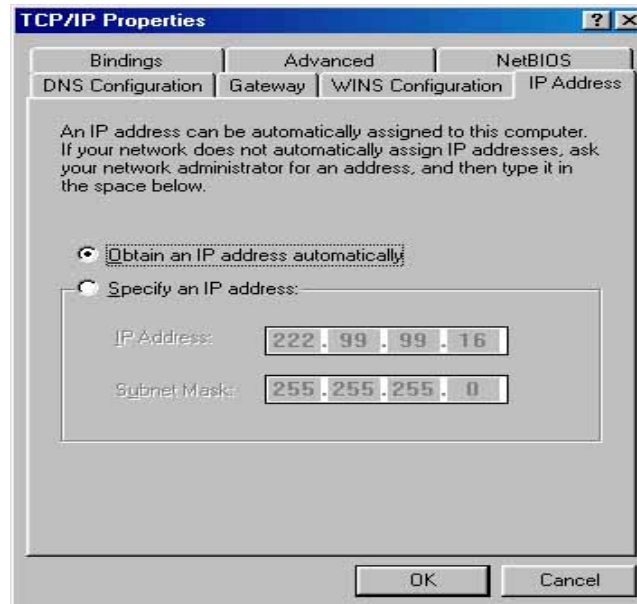 TCP/IP Properties
Bindings Advanced NetBIOS
DNS Configuration Gateway WINS Configuration IP Address
An IP address can be automatically assigned to this computer.
If your network does not automatically assign IP addresses, ask
your network administrator for an address, and then type it in
the space below.
Obtain an IP address automatically
Specify an IP address:
IP Address: 222 . 99 . 99 . 16
Subnet Mask: 255 . 255 . 255 . 0
OK Cancel